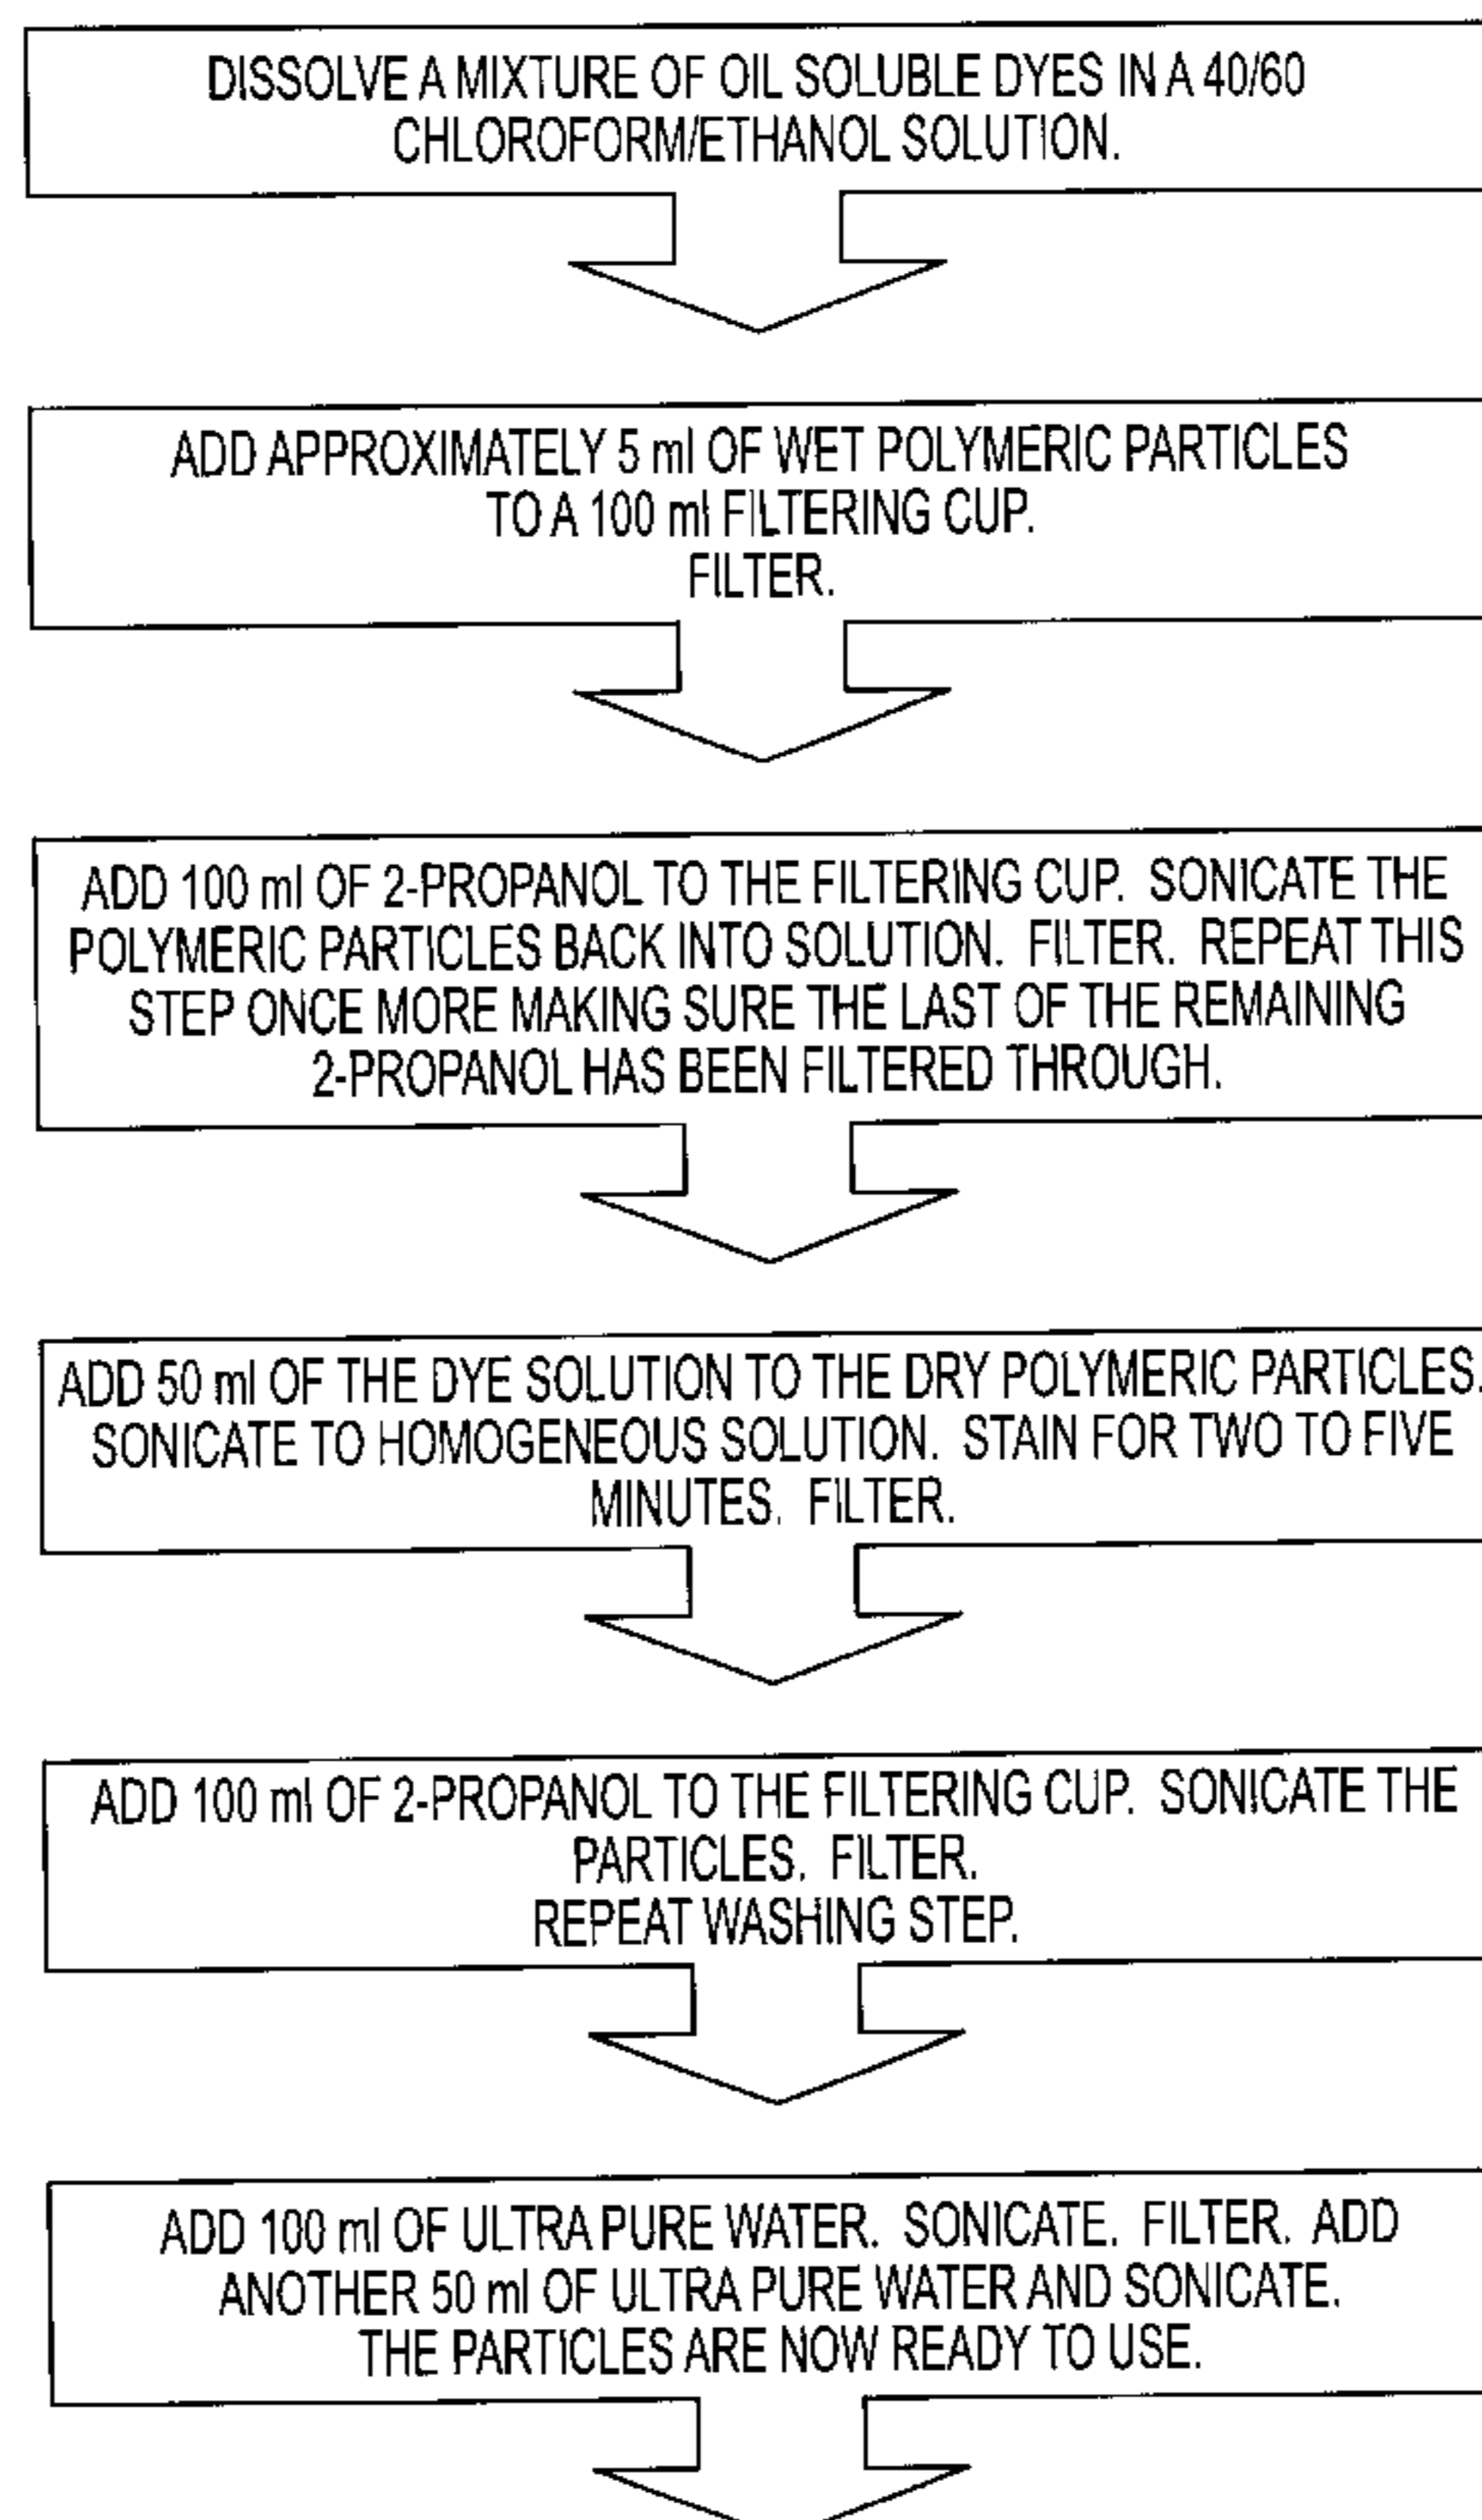 DISSOLVE A MIXTURE OF OIL SOLUBLE DYES IN A 40/60
CHLOROFORM/ETHANOL SOLUTION.
ADD APPROXIMATELY 5 ml OF WET POLYMERIC PARTICLES
TO A 100 ml FILTERING CUP.
FILTER.
ADD 100 ml OF 2-PROPANOL TO THE FILTERING CUP. SONICATE THE
POLYMERIC PARTICLES BACK INTO SOLUTION. FILTER. REPEAT THIS
STEP ONCE MORE MAKING SURE THE LAST OF THE REMAINING
2-PROPANOL HAS BEEN FILTERED THROUGH.
ADD 50 ml OF THE DYE SOLUTION TO THE DRY POLYMERIC PARTICLES.
SONICATE TO HOMOGENEOUS SOLUTION. STAIN FOR TWO TO FIVE
MINUTES. FILTER.
ADD 100 ml OF 2-PROPANOL TO THE FILTERING CUP. SONICATE THE
PARTICLES. FILTER.
REPEAT WASHING STEP.
ADD 100 ml OF ULTRA PURE WATER. SONICATE. FILTER. ADD
ANOTHER 50 ml OF ULTRA PURE WATER AND SONICATE.
THE PARTICLES ARE NOW READY TO USE.